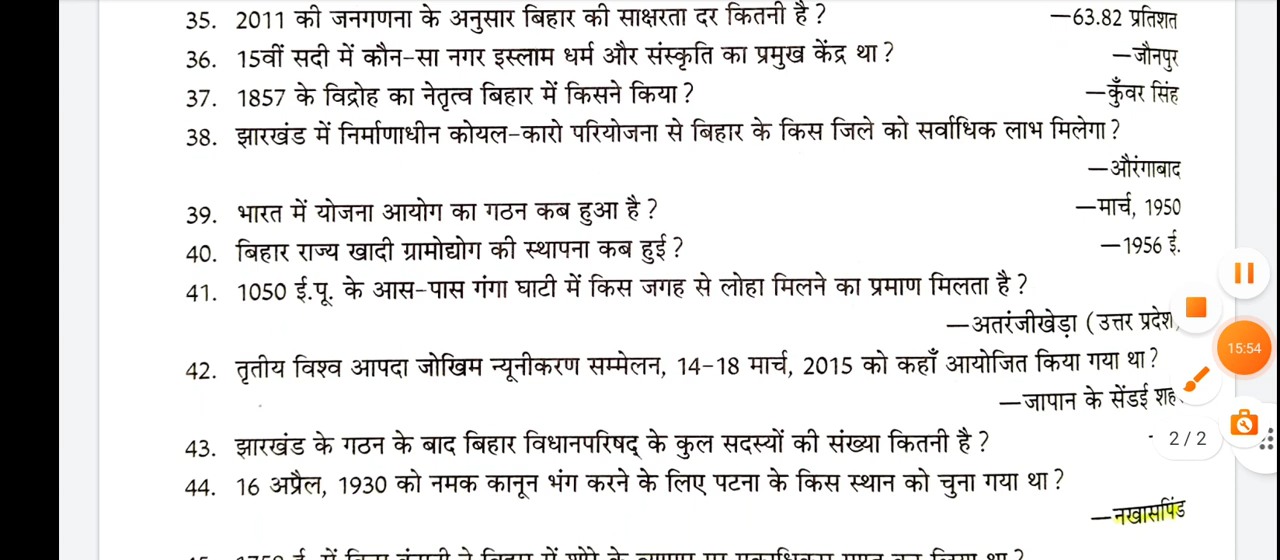 35. 2011 की जनगणना के अनुसार बिहार की साक्षरता दर कितनी है? —63.82 प्रतिशत
36. 15वीं सदी में कौन-सा नगर इस्लाम धर्म और संस्कृति का प्रमुख केंद्र था? —जौनपुर
37. 1857 के विद्रोह का नेतृत्व बिहार में किसने किया? —कुँवर सिंह
38. झारखंड में निर्माणाधीन कोयल-कारो परियोजना से बिहार के किस जिले को सर्वाधिक लाभ मिलेगा?
—औरंगाबाद
39. भारत में योजना आयोग का गठन कब हुआ है? —मार्च, 1950
40. बिहार राज्य खादी ग्रामोद्योग की स्थापना कब हुई? —1956 ई.
41. 1050 ई.पू. के आस-पास गंगा घाटी में किस जगह से लोहा मिलने का प्रमाण मिलता है?
—अतरंजीखेड़ा (उत्तर प्रदेश)
15:54
42. तृतीय विश्व आपदा जोखिम न्यूनीकरण सम्मेलन, 14-18 मार्च, 2015 को कहाँ आयोजित किया गया था?
—जापान के सेंडई
43. झारखंड के गठन के बाद बिहार विधानपरिषद् के कुल सदस्यों की संख्या कितनी है?
2/2
44. 16 अप्रैल, 1930 को नमक कानून भंग करने के लिए पटना के किस स्थान को चुना गया था?
—नखासपिंड